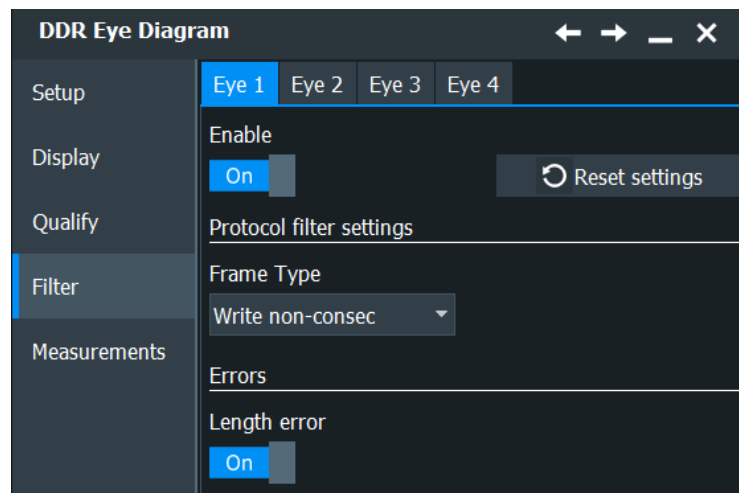 DDR Eye Diagram
Setup
Display
Qualify
Filter
Measurements
Eye 1 Eye 2 Eye 3 Eye 4
Enable
On
Reset settings
Protocol filter settings
Frame Type
Write non-consec
Errors
Length error
On